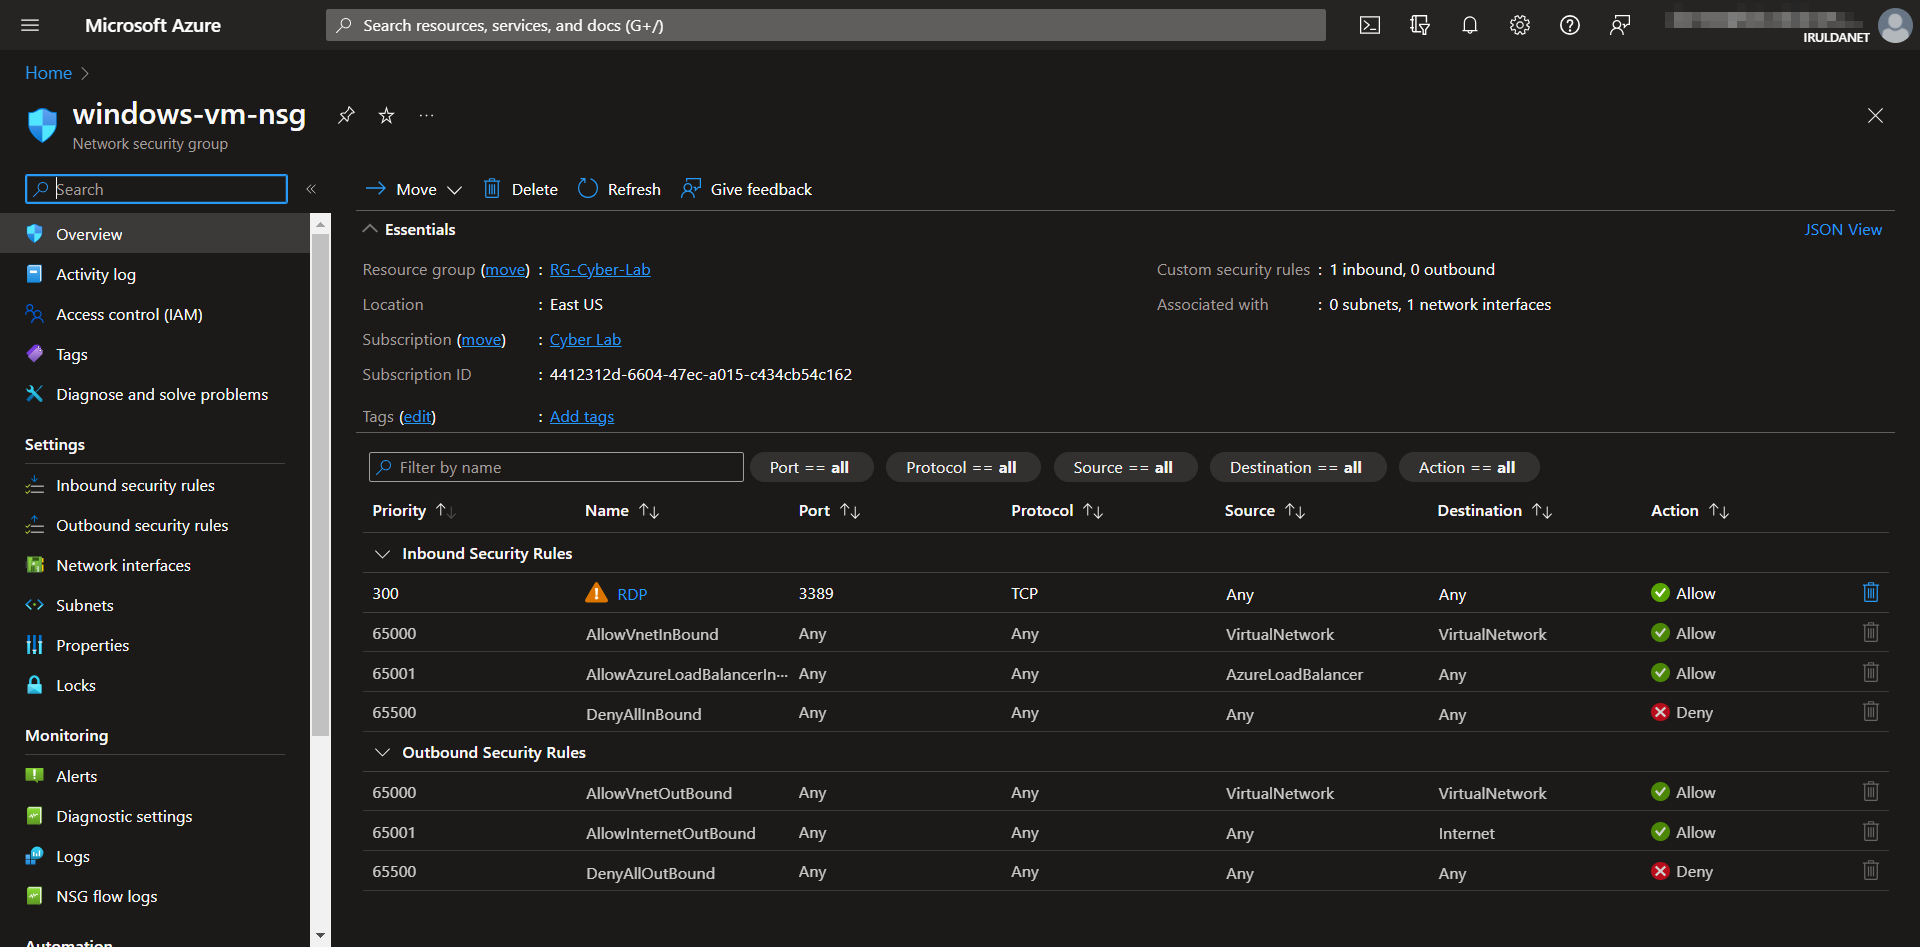 Microsoft Azure
Search resources, services, and docs (G+/)
IRULDANET
Home
windows-vm-nsg
Network security group
Search
Move
Delete
Refresh
Give feedback
Overview
Activity log
Access control (IAM)
Tags
Diagnose and solve problems
Settings
Inbound security rules
Outbound security rules
Network interfaces
Subnets
Properties
Locks
Monitoring
Alerts
Diagnostic settings
Logs
NSG flow logs
Automation
Essentials
JSON View
Resource group (move) : RG-Cyber-Lab
Location : East US
Subscription (move) : Cyber Lab
Subscription ID : 4412312d-6604-47ec-a015-c434cb54c162
Tags (edit) : Add tags
Custom security rules : 1 inbound, 0 outbound
Associated with : 0 subnets, 1 network interfaces
Filter by name
Port == all
Protocol == all
Source == all
Destination == all
Action == all
Priority Name Port Protocol Source Destination Action
Inbound Security Rules
300 RDP 3389 TCP Any Any Allow
65000 AllowVnetInBound Any Any VirtualNetwork VirtualNetwork Allow
65001 AllowAzureLoadBalancerIn··· Any Any AzureLoadBalancer Any Allow
65500 DenyAllInBound Any Any Any Any Deny
Outbound Security Rules
65000 AllowVnetOutBound Any Any VirtualNetwork VirtualNetwork Allow
65001 AllowInternetOutBound Any Any Any Internet Allow
65500 DenyAllOutBound Any Any Any Any Deny